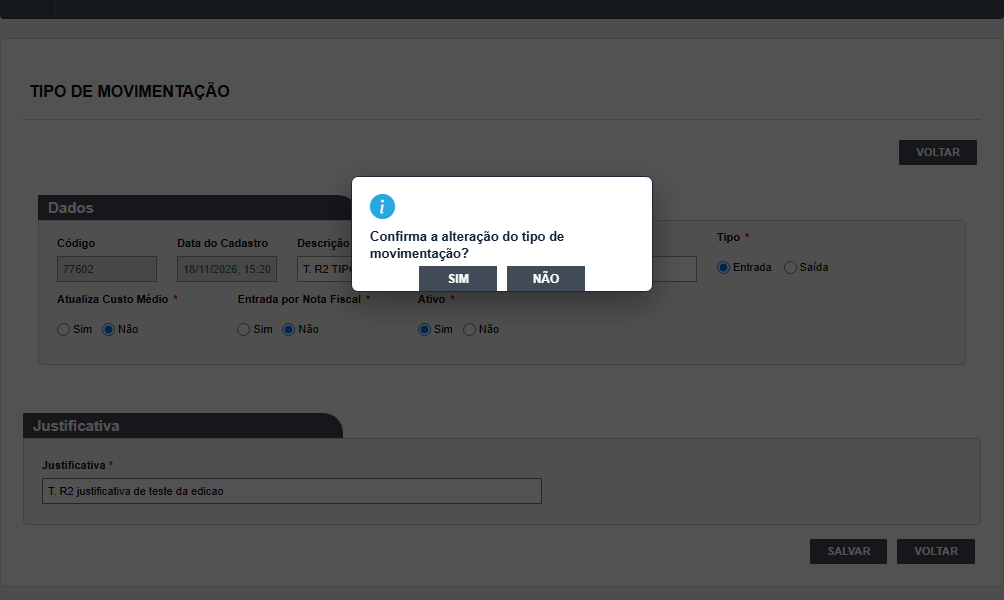 TIPO DE MOVIMENTAÇÃO
VOLTAR
i
Confirma a alteração do tipo de
movimentação?
SIM NÃO
Dados
Código Data do Cadastro Descrição Tipo *
77602 18/11/2026, 15:20 T. R2 TIPO Entrada Saída
Atualiza Custo Médio * Entrada por Nota Fiscal * Ativo *
Sim Não Sim Não Sim Não
Justificativa
Justificativa *
T. R2 justificativa de teste da edicao
SALVAR VOLTAR